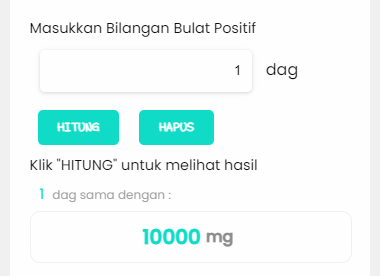 Masukkan Bilangan Bulat Positif
1 dag
HITUNG HAPUS
Klik "HITUNG" untuk melihat hasil
1 dag sama dengan :
10000 mg